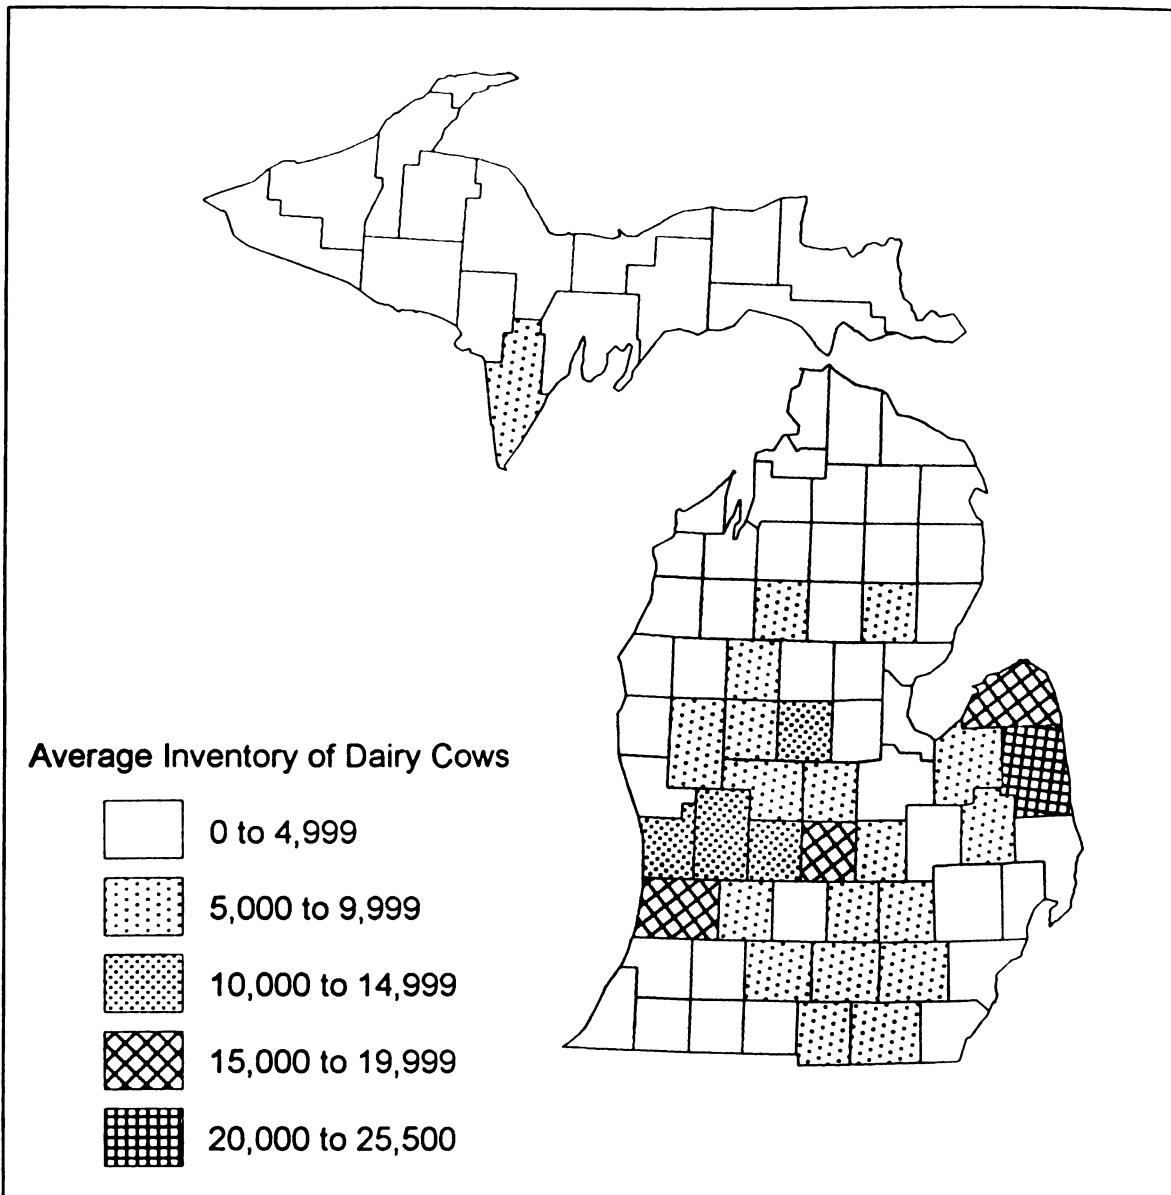 Average Inventory of Dairy Cows
0 to 4,999
5,000 to 9,999
10,000 to 14,999
15,000 to 19,999
20,000 to 25,500